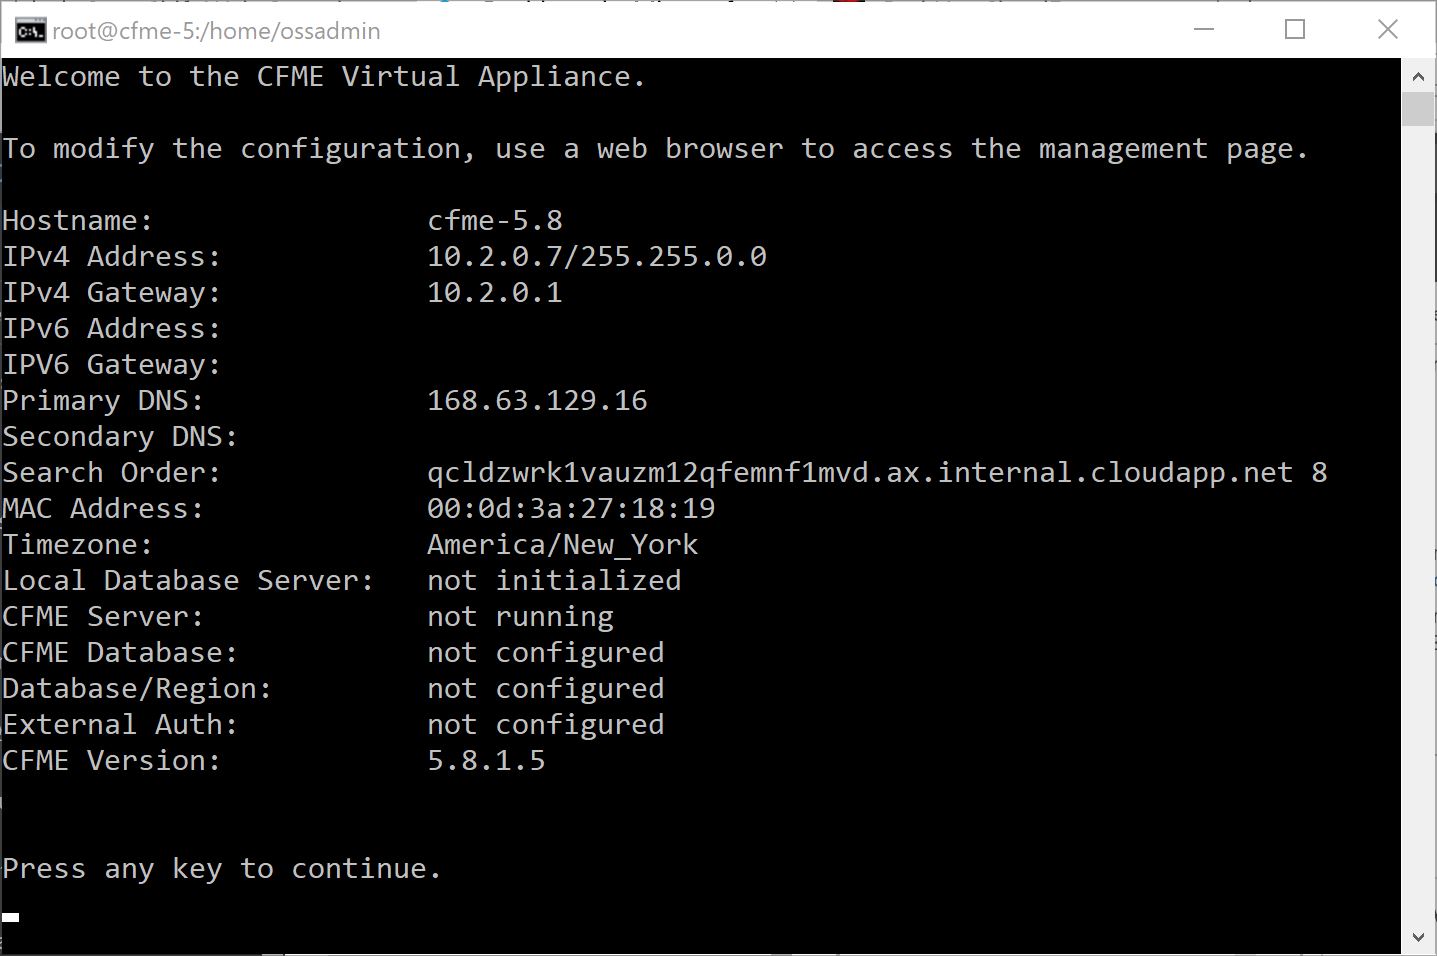 root@cfme-5:/home/ossadmin
Welcome to the CFME Virtual Appliance.
To modify the configuration, use a web browser to access the management page.
Hostname: cfme-5.8
IPv4 Address: 10.2.0.7/255.255.0.0
IPv4 Gateway: 10.2.0.1
IPv6 Address:
IPV6 Gateway:
Primary DNS: 168.63.129.16
Secondary DNS:
Search Order: qcldzwrk1vauzm12qfemnf1mvd.ax.internal.cloudapp.net 8
MAC Address: 00:0d:3a:27:18:19
Timezone: America/New_York
Local Database Server: not initialized
CFME Server: not running
CFME Database: not configured
Database/Region: not configured
External Auth: not configured
CFME Version: 5.8.1.5
Press any key to continue.